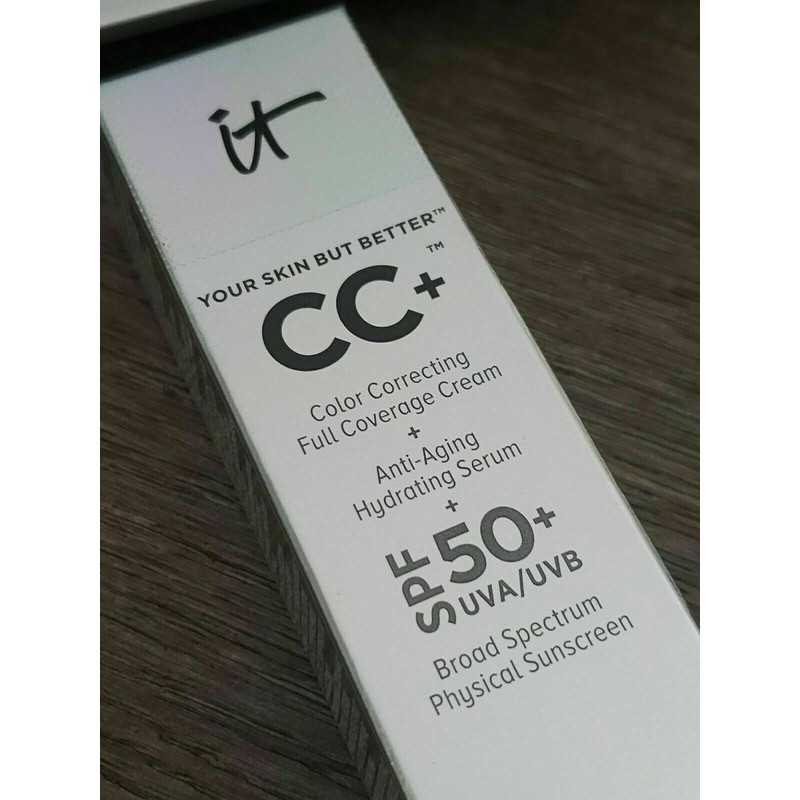 it
YOUR SKIN BUT BETTER™
CC+™
Color Correcting
Full Coverage Cream
+
Anti-Aging
Hydrating Serum
+
SPF 50+
UVA/UVB
Broad Spectrum
Physical Sunscreen